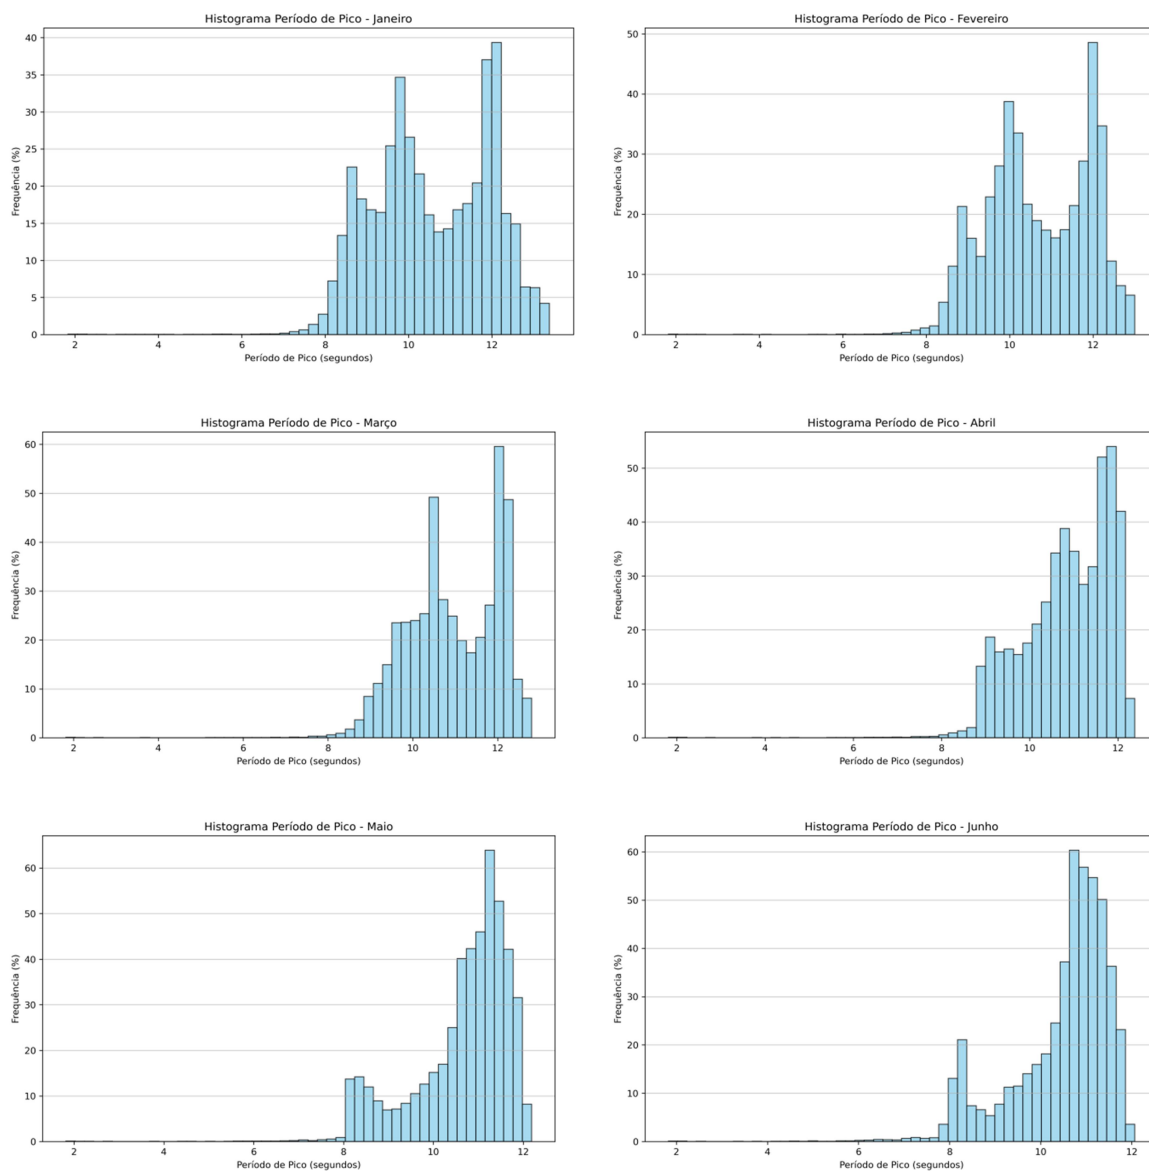 Histograma Período de Pico - Janeiro
Frequência (%)
40
35
30
25
20
15
10
5
0
2 4 6 8 10 12
Período de Pico (segundos)
Histograma Período de Pico - Fevereiro
Frequência (%)
50
40
30
20
10
0
2 4 6 8 10 12
Período de Pico (segundos)
Histograma Período de Pico - Março
Frequência (%)
60
50
40
30
20
10
0
2 4 6 8 10 12
Período de Pico (segundos)
Histograma Período de Pico - Abril
Frequência (%)
50
40
30
20
10
0
2 4 6 8 10 12
Período de Pico (segundos)
Histograma Período de Pico - Maio
Frequência (%)
60
50
40
30
20
10
0
2 4 6 8 10 12
Período de Pico (segundos)
Histograma Período de Pico - Junho
Frequência (%)
60
50
40
30
20
10
0
2 4 6 8 10 12
Período de Pico (segundos)